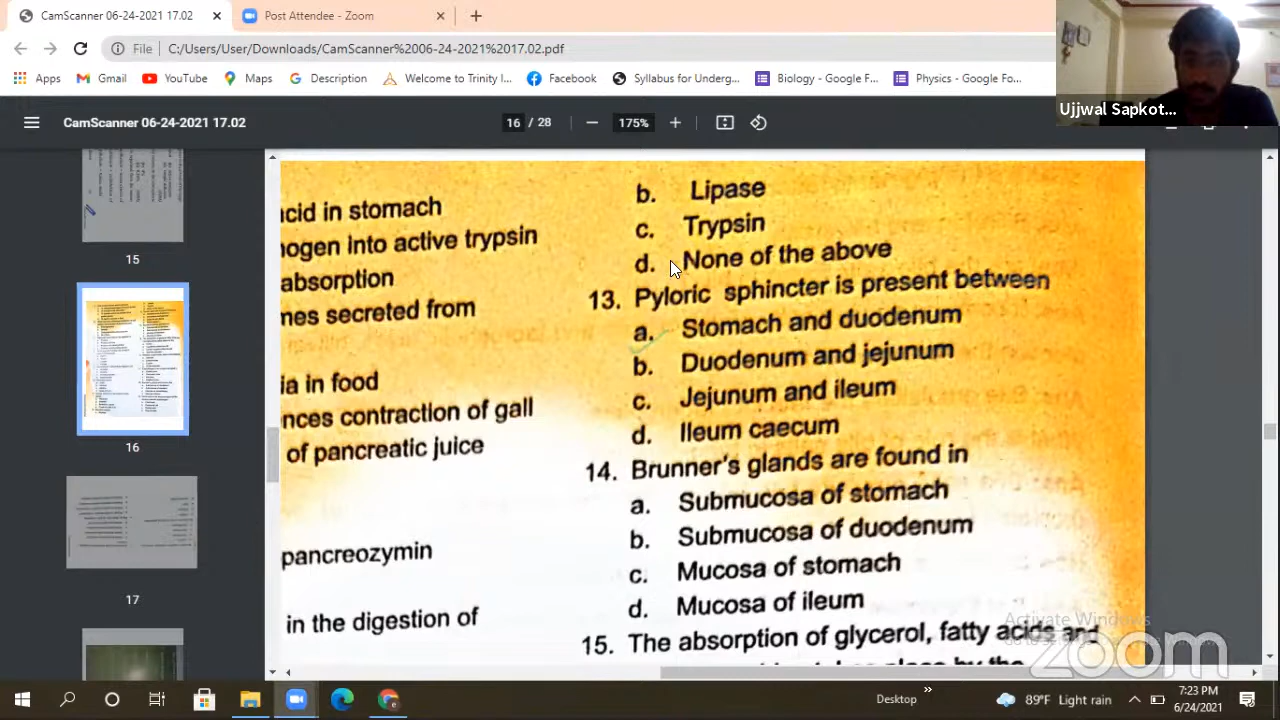 CamScanner 06-24-2021 17.02
Post Attendee - Zoom
File C:/Users/User/Downloads/CamScanner%2006-24-2021%2017.02.pdf
Apps Gmail YouTube Maps Description Welcome to Trinity I... Facebook Syllabus for Underg... Biology - Google F... Physics - Google Fo...
Ujjwal Sapkot...
CamScanner 06-24-2021 17.02
16 / 28
175%
15
16
17
acid in stomach
nogen into active trypsin
absorption
nes secreted from
ia in food
nces contraction of gall
of pancreatic juice
pancreozymin
in the digestion of
b. Lipase
c. Trypsin
d. None of the above
13. Pyloric sphincter is present between
a. Stomach and duodenum
b. Duodenum and jejunum
c. Jejunum and ileum
d. Ileum caecum
14. Brunner's glands are found in
a. Submucosa of stomach
b. Submucosa of duodenum
c. Mucosa of stomach
d. Mucosa of ileum
15. The absorption of glycerol, fatty acids and
Activate Windows
zoom
Desktop
89°F Light rain
7:23 PM
6/24/2021